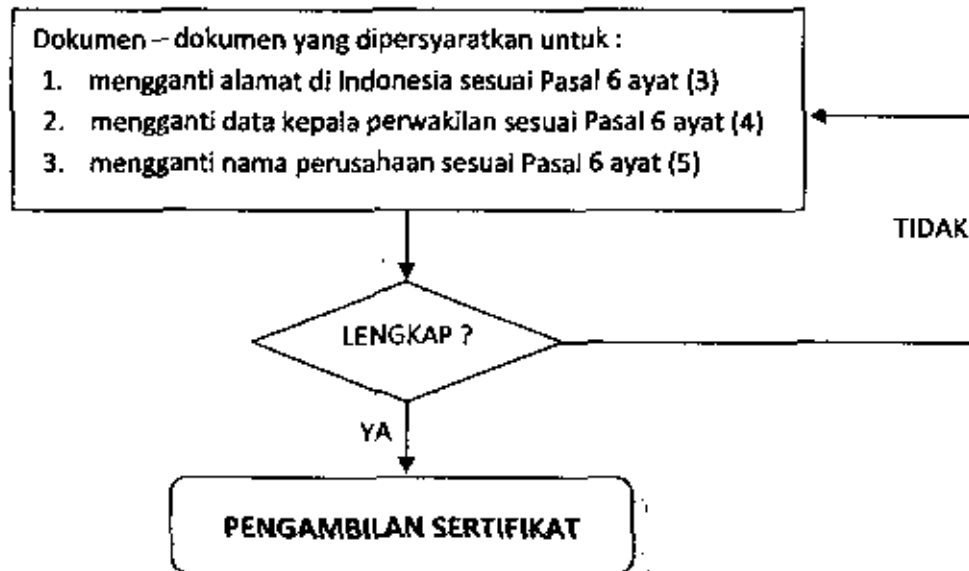 Dokumen – dokumen yang dipersyaratkan untuk :
1. mengganti alamat di Indonesia sesuai Pasal 6 ayat (3)
2. mengganti data kepala perwakilan sesuai Pasal 6 ayat (4)
3. mengganti nama perusahaan sesuai Pasal 6 ayat (5)
TIDAK
LENGKAP ?
YA
PENGAMBILAN SERTIFIKAT